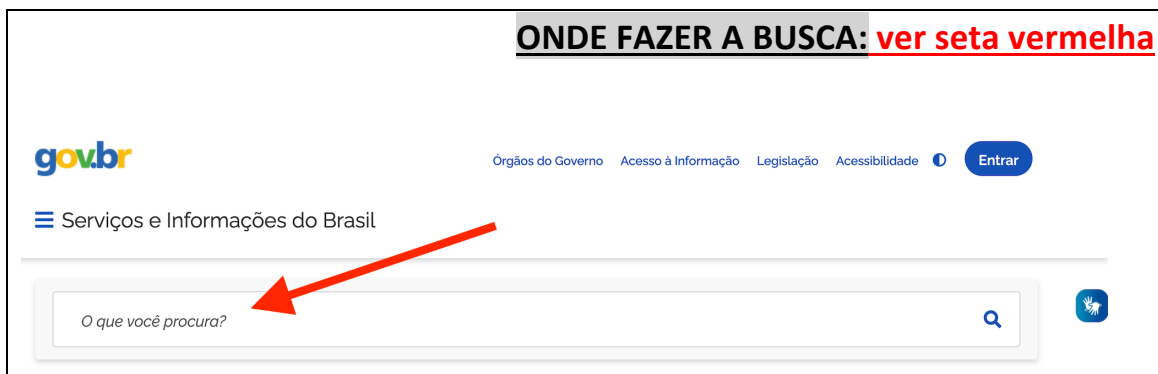 ONDE FAZER A BUSCA: ver seta vermelha
gov.br
Órgãos do Governo Acesso à Informação Legislação Acessibilidade Entrar
Serviços e Informações do Brasil
O que você procura?